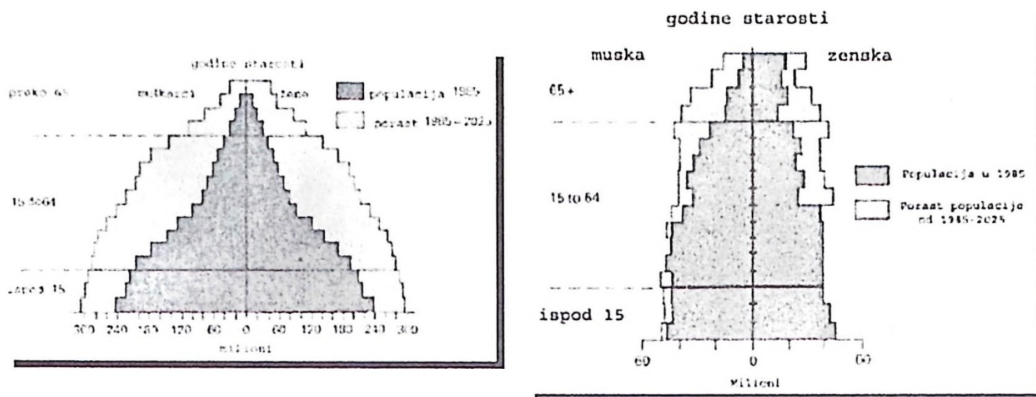 godine starosti
preko 65
muškarci
žene
populacija 1985
porast 1985-2025
15 to 64
ispod 15
300 240 180 120 60 0 60 120 180 240 300
milioni
godine starosti
muska
zenska
65+
15 to 64
Populacija u 1985
Porast populacije
od 1985-2025
ispod 15
60 0 60
Milioni